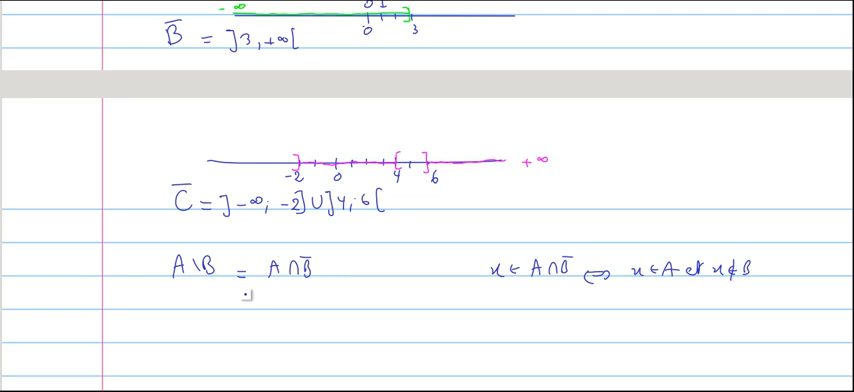 - ∞ 0 1
0 3
B̅ = ]3, +∞[
-2 0 4 6 + ∞
C̅ = ]-∞; -2] ∪ ]4; 6[
A \ B = A ∩ B̅ x ∈ A ∩ B̅ ⟺ x ∈ A et x ∉ B
=